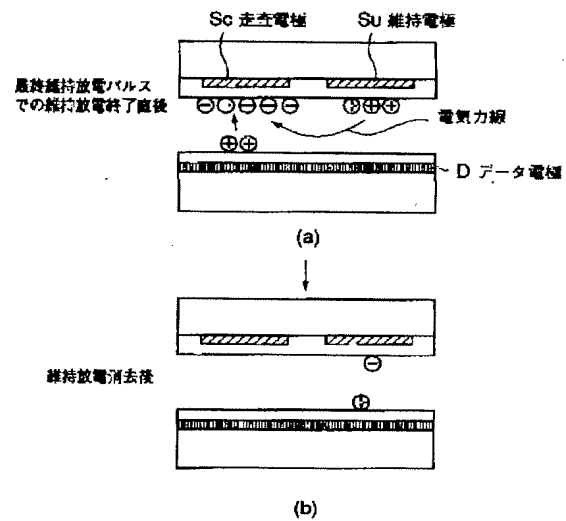 Sc 走査電極
Su 維持電極
最終維持放電パルス
での維持放電終了直後
電気力線
D データ電極
(a)
維持放電消去後
(b)